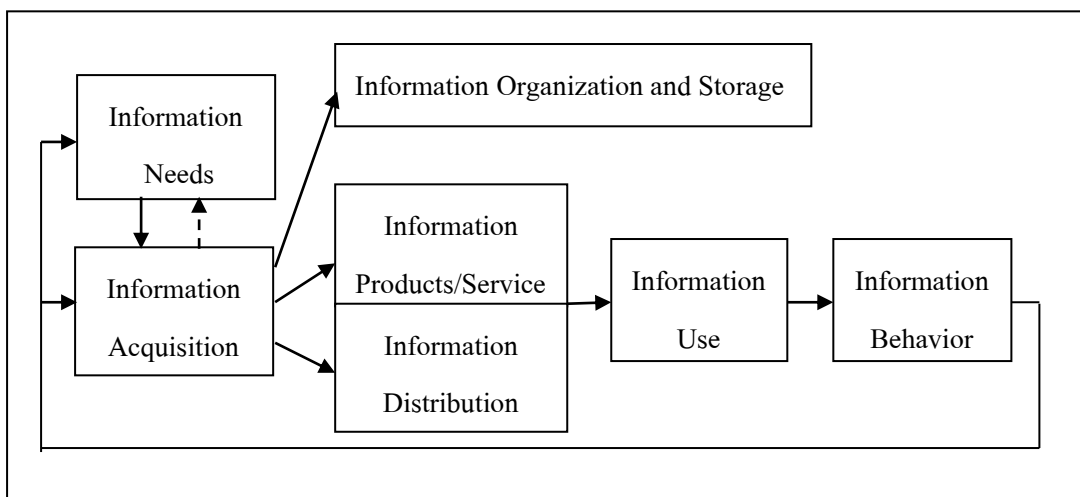 Information Organization and Storage
Information
Needs
Information
Acquisition
Information
Products/Service
Information
Distribution
Information
Use
Information
Behavior